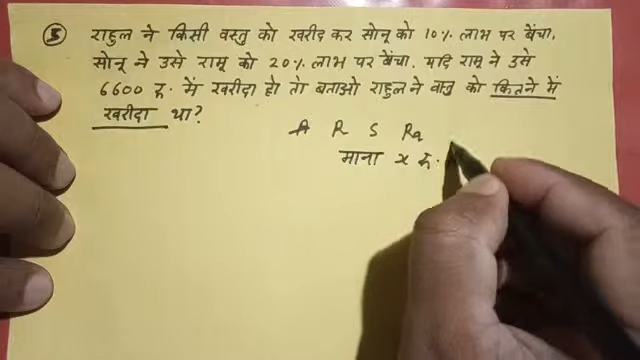 5 राहुल ने किसी वस्तु को खरीद कर सोनू को 10% लाभ पर बेंचा.
सोनू ने उसे रामू को 20% लाभ पर बेंचा. यदि रामू ने उसे
6600 रू. में खरीदा हो तो बताओ राहुल ने वस्तु को कितने में
खरीदा था?
A R S Ra
माना x रू.